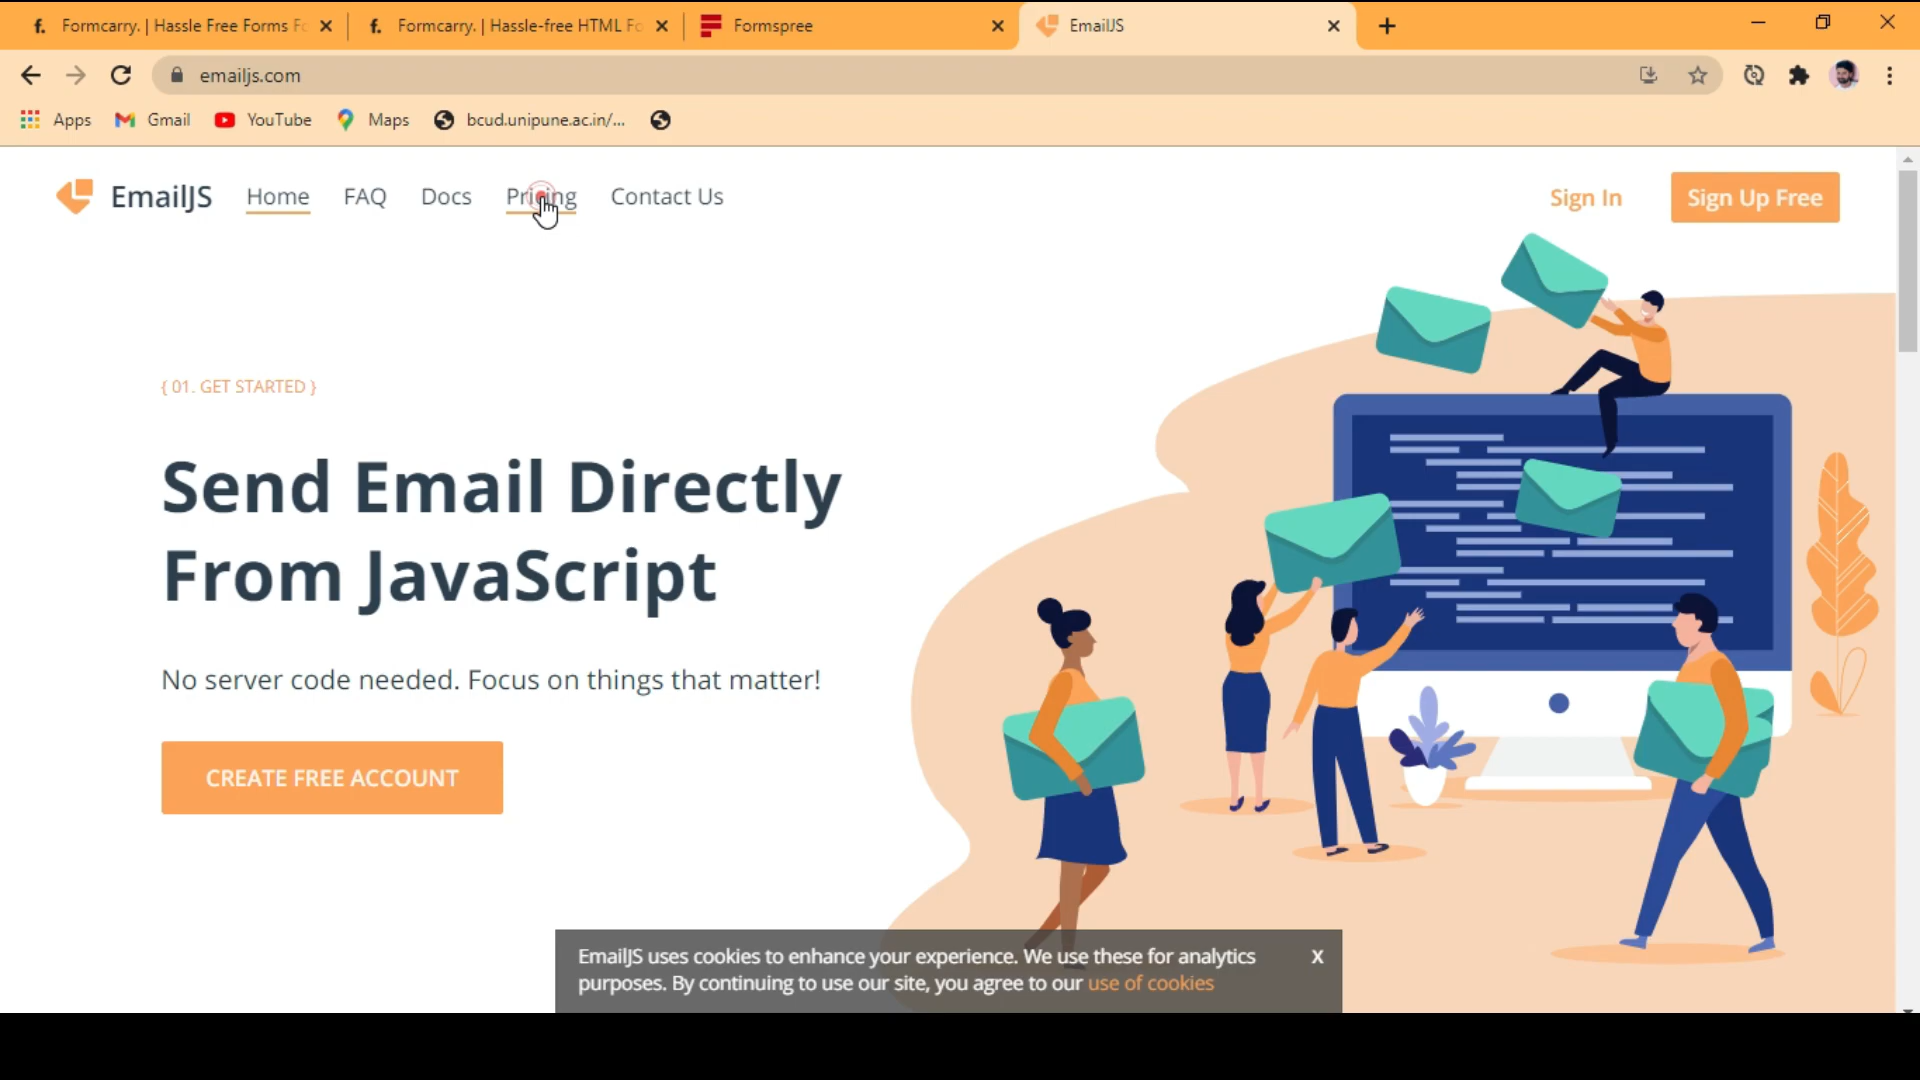 f. Formcarry. | Hassle Free Forms Fo
f. Formcarry. | Hassle-free HTML Fo
Formspree
EmailJS
emailjs.com
Apps
Gmail
YouTube
Maps
bcud.unipune.ac.in/...
EmailJS
Home
FAQ
Docs
Pricing
Contact Us
Sign In
Sign Up Free
{ 01. GET STARTED }
Send Email Directly
From JavaScript
No server code needed. Focus on things that matter!
CREATE FREE ACCOUNT
EmailJS uses cookies to enhance your experience. We use these for analytics
purposes. By continuing to use our site, you agree to our use of cookies
X